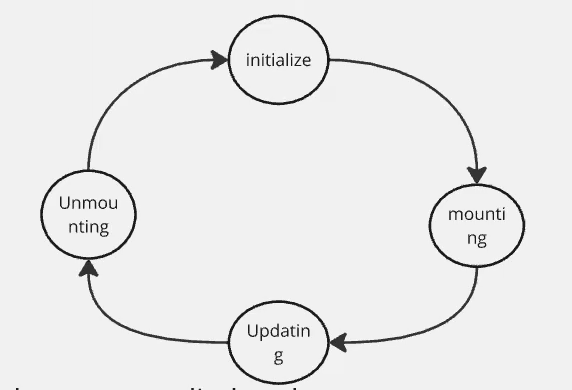 initialize
Unmou
nting
mounti
ng
Updatin
g